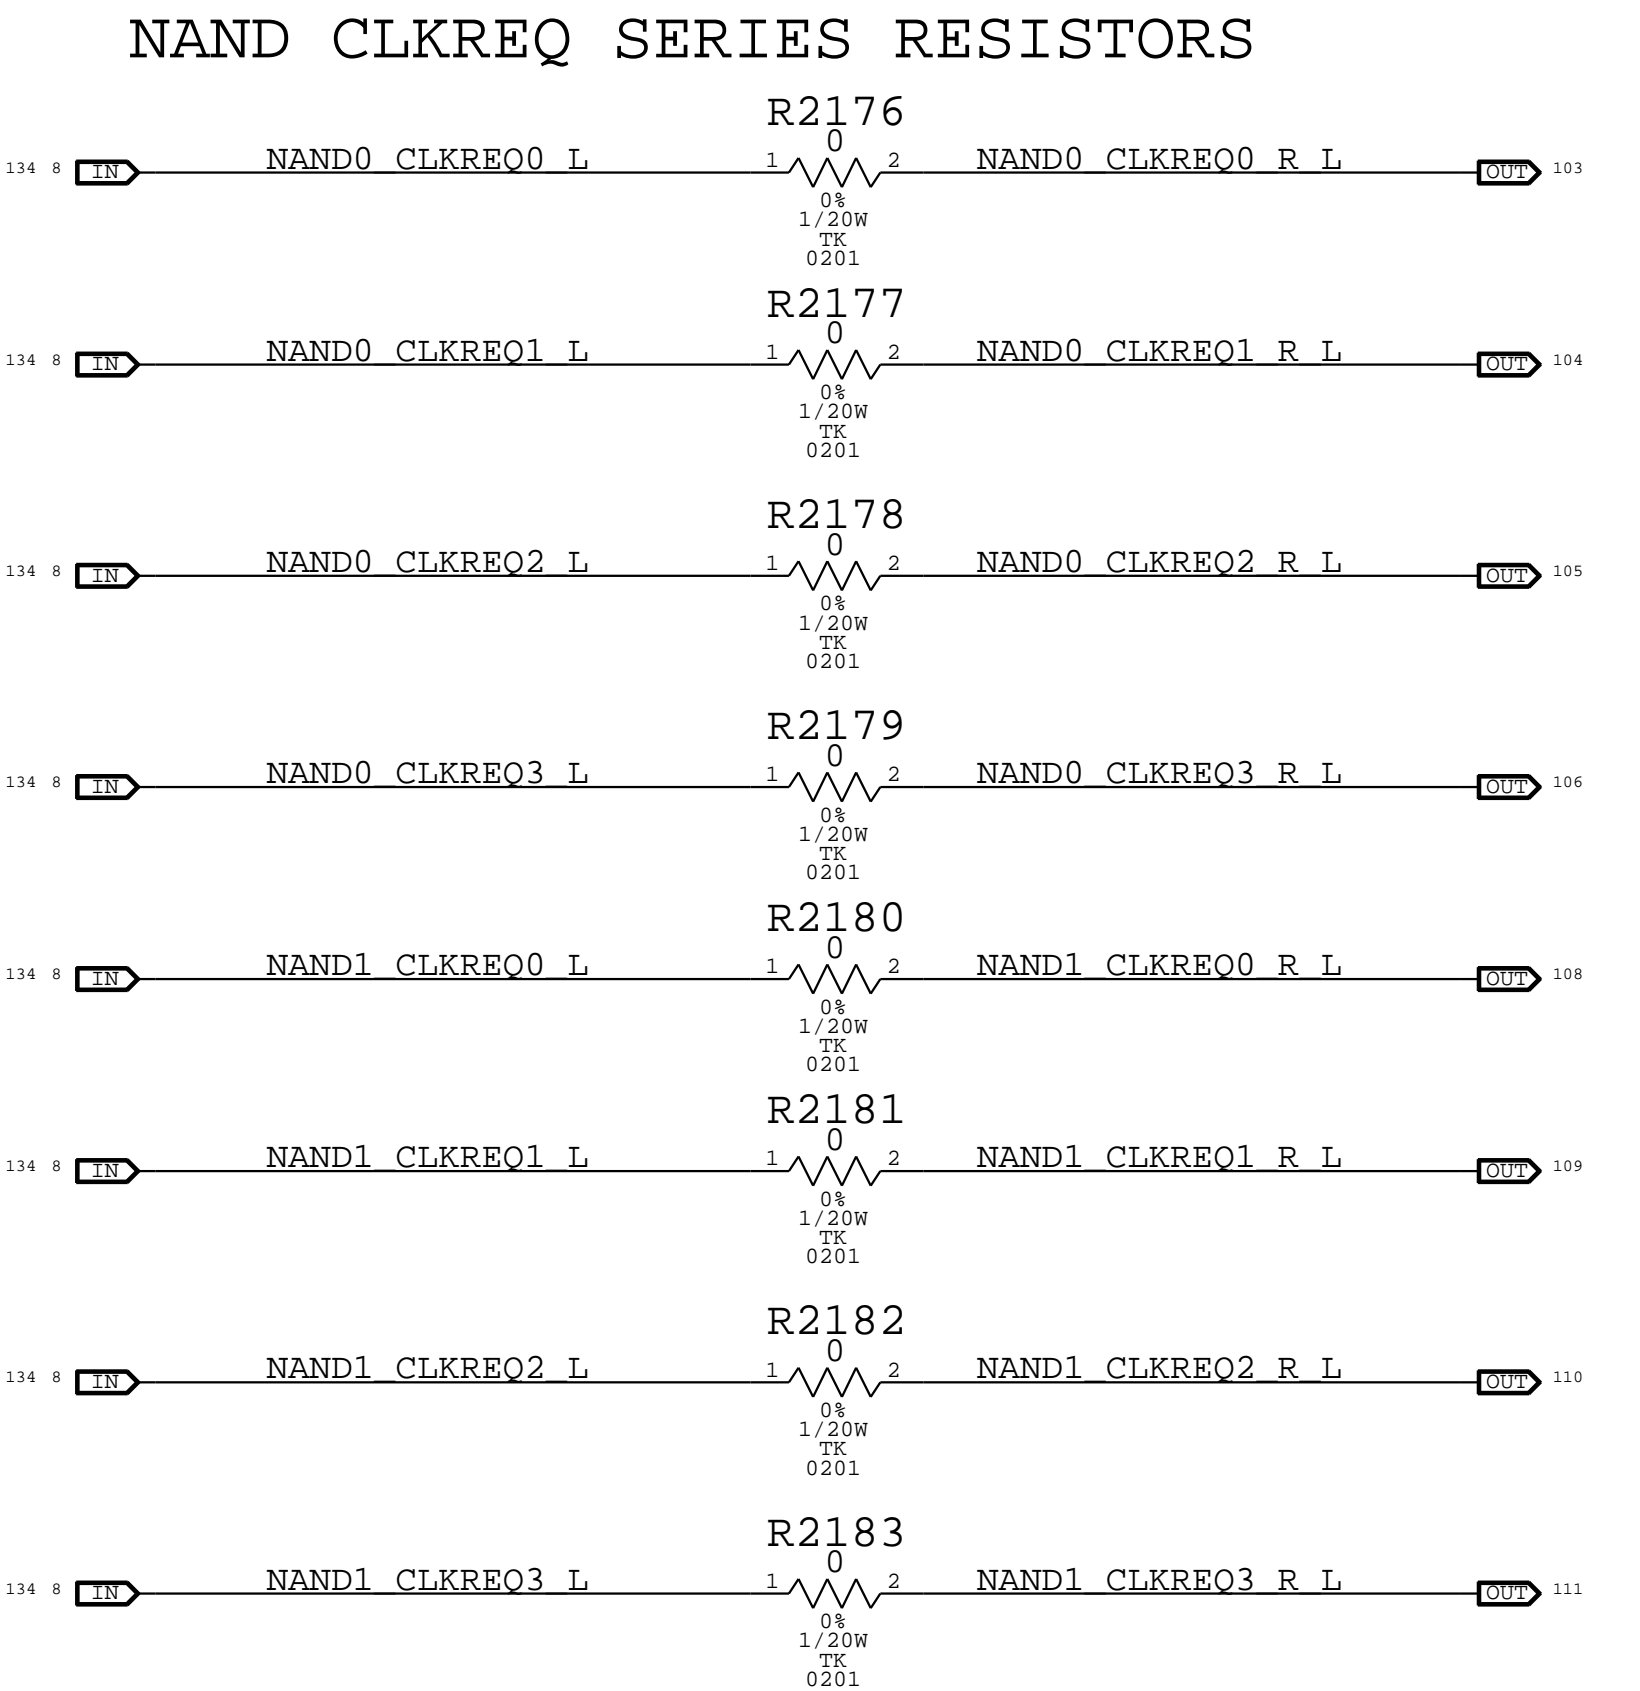 NAND CLKREQ SERIES RESISTORS
R2176
0
134 8 IN NAND0_CLKREQ0_L 1 2 NAND0_CLKREQ0_R_L OUT 103
0%
1/20W
TK
0201
R2177
0
134 8 IN NAND0_CLKREQ1_L 1 2 NAND0_CLKREQ1_R_L OUT 104
0%
1/20W
TK
0201
R2178
0
134 8 IN NAND0_CLKREQ2_L 1 2 NAND0_CLKREQ2_R_L OUT 105
0%
1/20W
TK
0201
R2179
0
134 8 IN NAND0_CLKREQ3_L 1 2 NAND0_CLKREQ3_R_L OUT 106
0%
1/20W
TK
0201
R2180
0
134 8 IN NAND1_CLKREQ0_L 1 2 NAND1_CLKREQ0_R_L OUT 108
0%
1/20W
TK
0201
R2181
0
134 8 IN NAND1_CLKREQ1_L 1 2 NAND1_CLKREQ1_R_L OUT 109
0%
1/20W
TK
0201
R2182
0
134 8 IN NAND1_CLKREQ2_L 1 2 NAND1_CLKREQ2_R_L OUT 110
0%
1/20W
TK
0201
R2183
0
134 8 IN NAND1_CLKREQ3_L 1 2 NAND1_CLKREQ3_R_L OUT 111
0%
1/20W
TK
0201